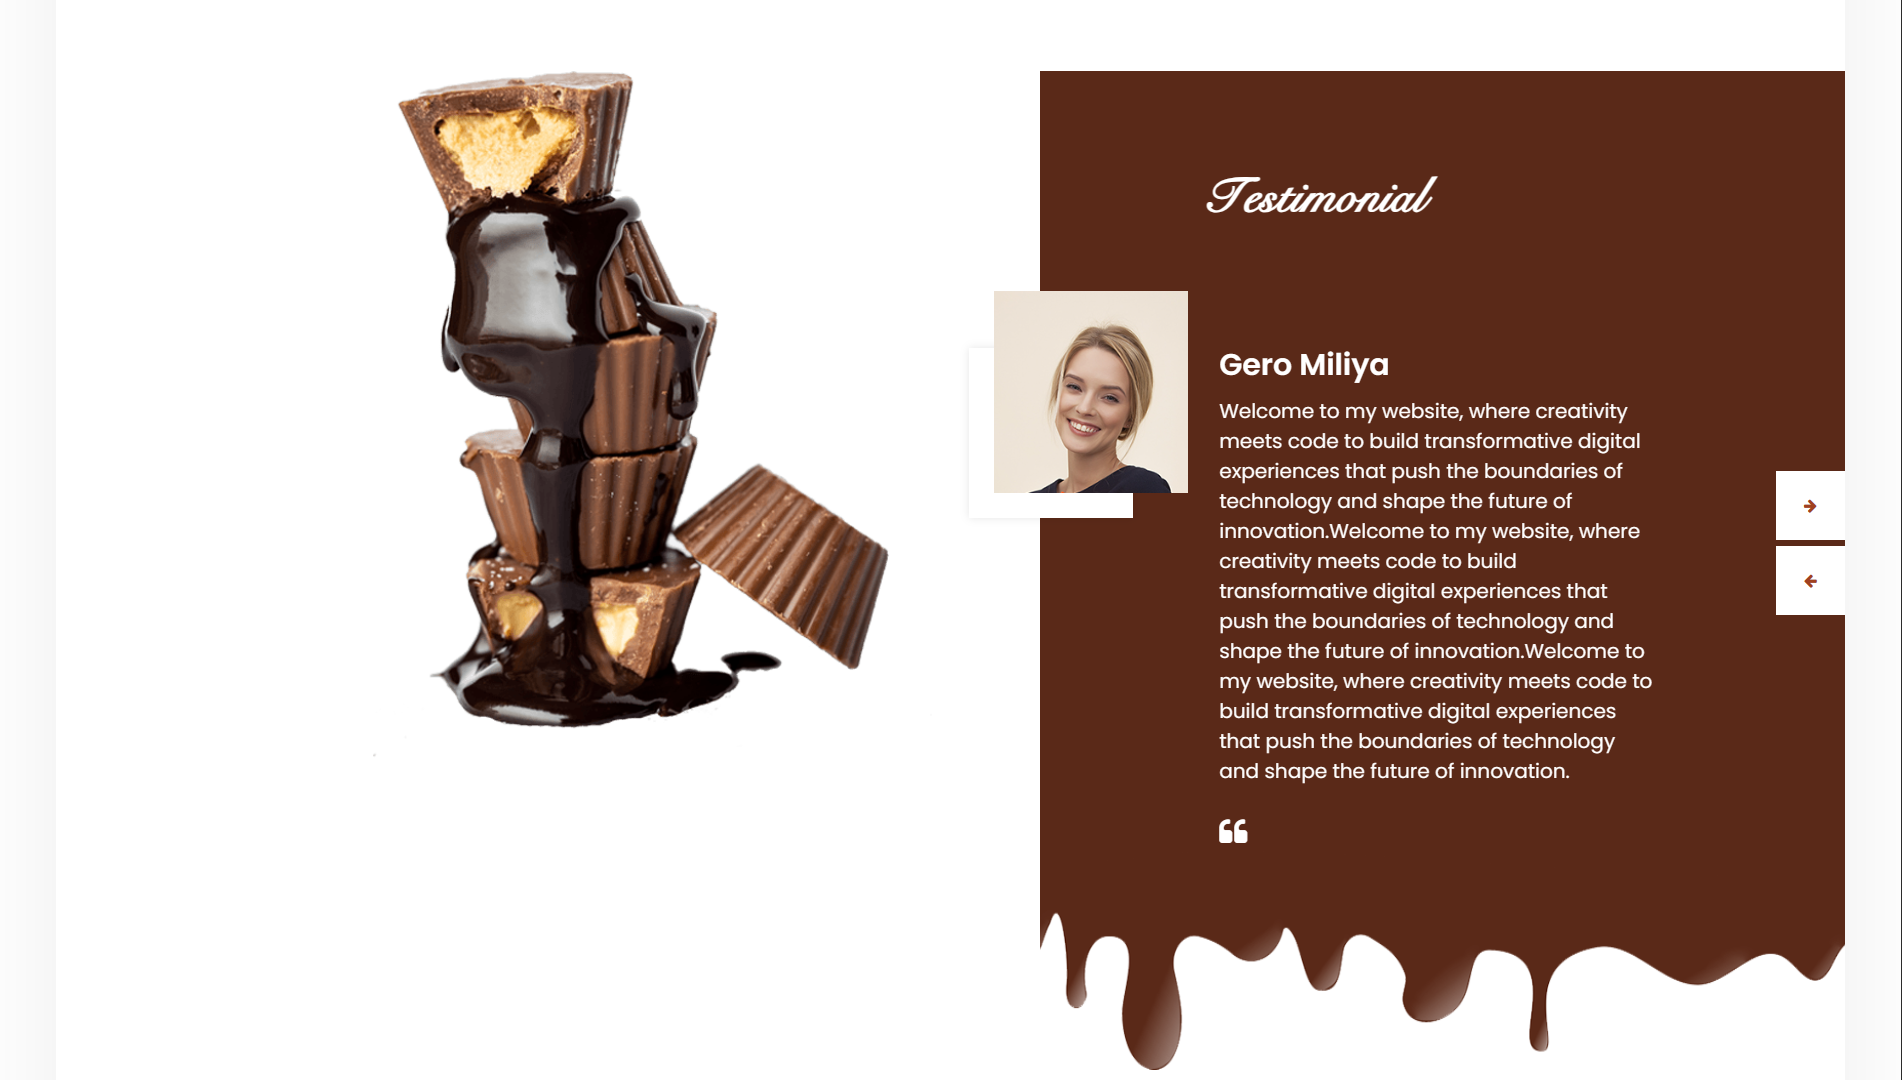 Testimonial
Gero Miliya
Welcome to my website, where creativity
meets code to build transformative digital
experiences that push the boundaries of
technology and shape the future of
innovation.Welcome to my website, where
creativity meets code to build
transformative digital experiences that
push the boundaries of technology and
shape the future of innovation.Welcome to
my website, where creativity meets code to
build transformative digital experiences
that push the boundaries of technology
and shape the future of innovation.